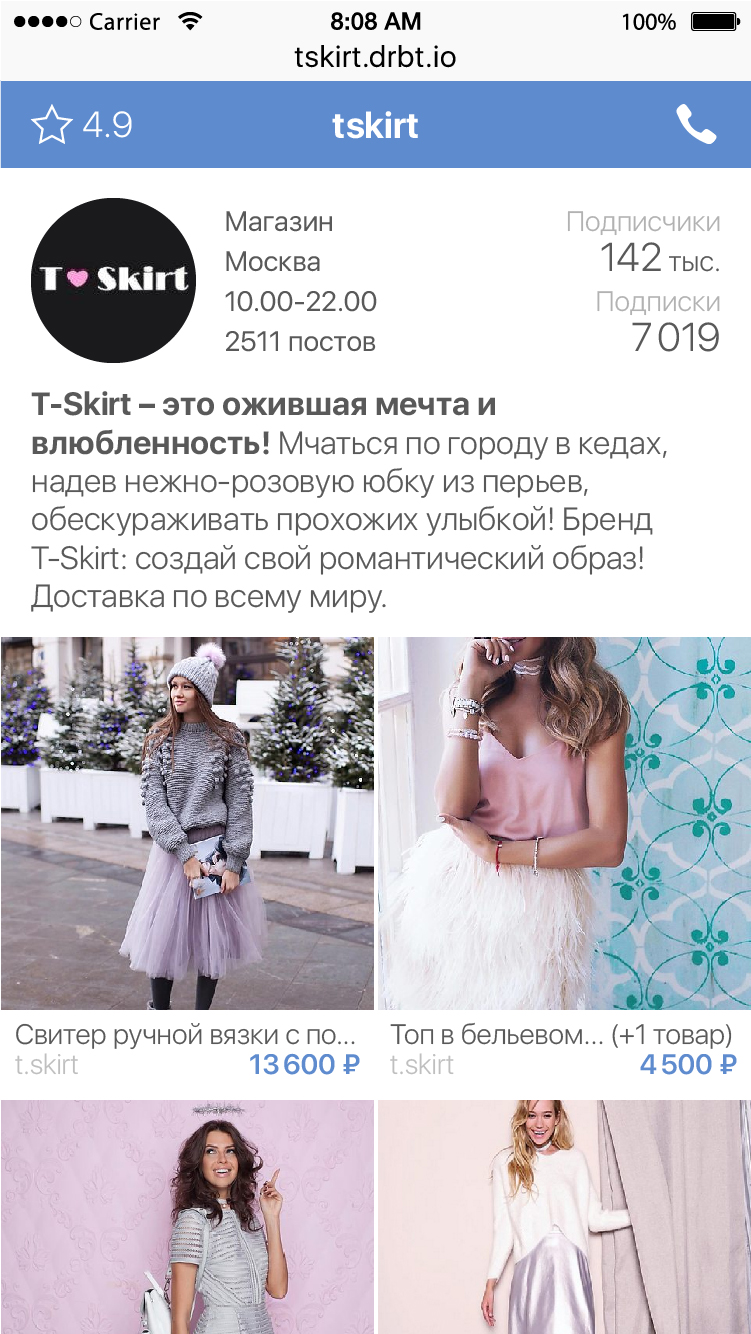 Carrier 8:08 AM 100%
tskirt.drbt.io
4.9 tskirt
T Skirt
Магазин
Москва
10.00-22.00
2511 постов
Подписчики
142 тыс.
Подписки
7 019
T-Skirt – это ожившая мечта и
влюбленность! Мчаться по городу в кедах,
надев нежно-розовую юбку из перьев,
обескураживать прохожих улыбкой! Бренд
T-Skirt: создай свой романтический образ!
Доставка по всему миру.
Свитер ручной вязки с по...
t.skirt 13 600 ₽
Топ в бельевом... (+1 товар)
t.skirt 4 500 ₽